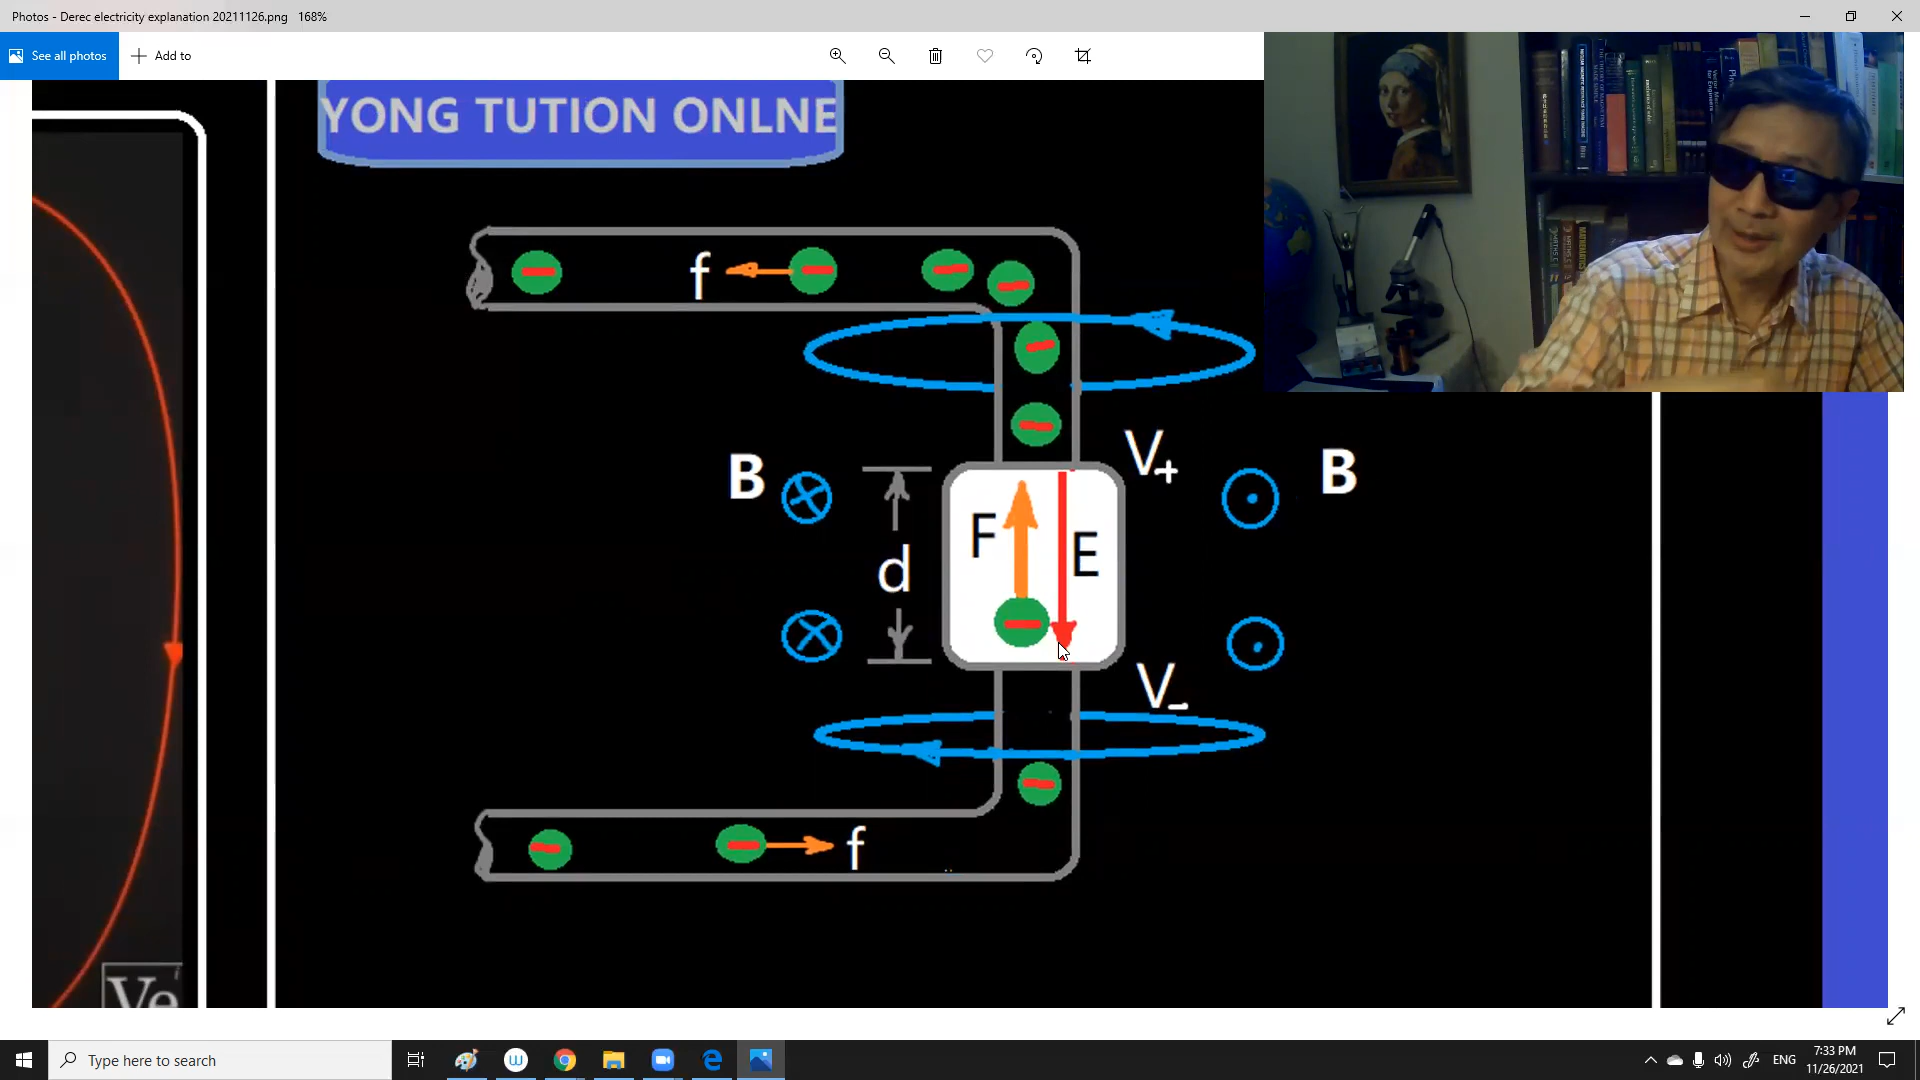 Photos - Derec electricity explanation 20211126.png 168%
See all photos
Add to
YONG TUTION ONLNE
f
B
V+
B
F
E
d
V-
f
Ve
Type here to search
ENG
7:33 PM
11/26/2021